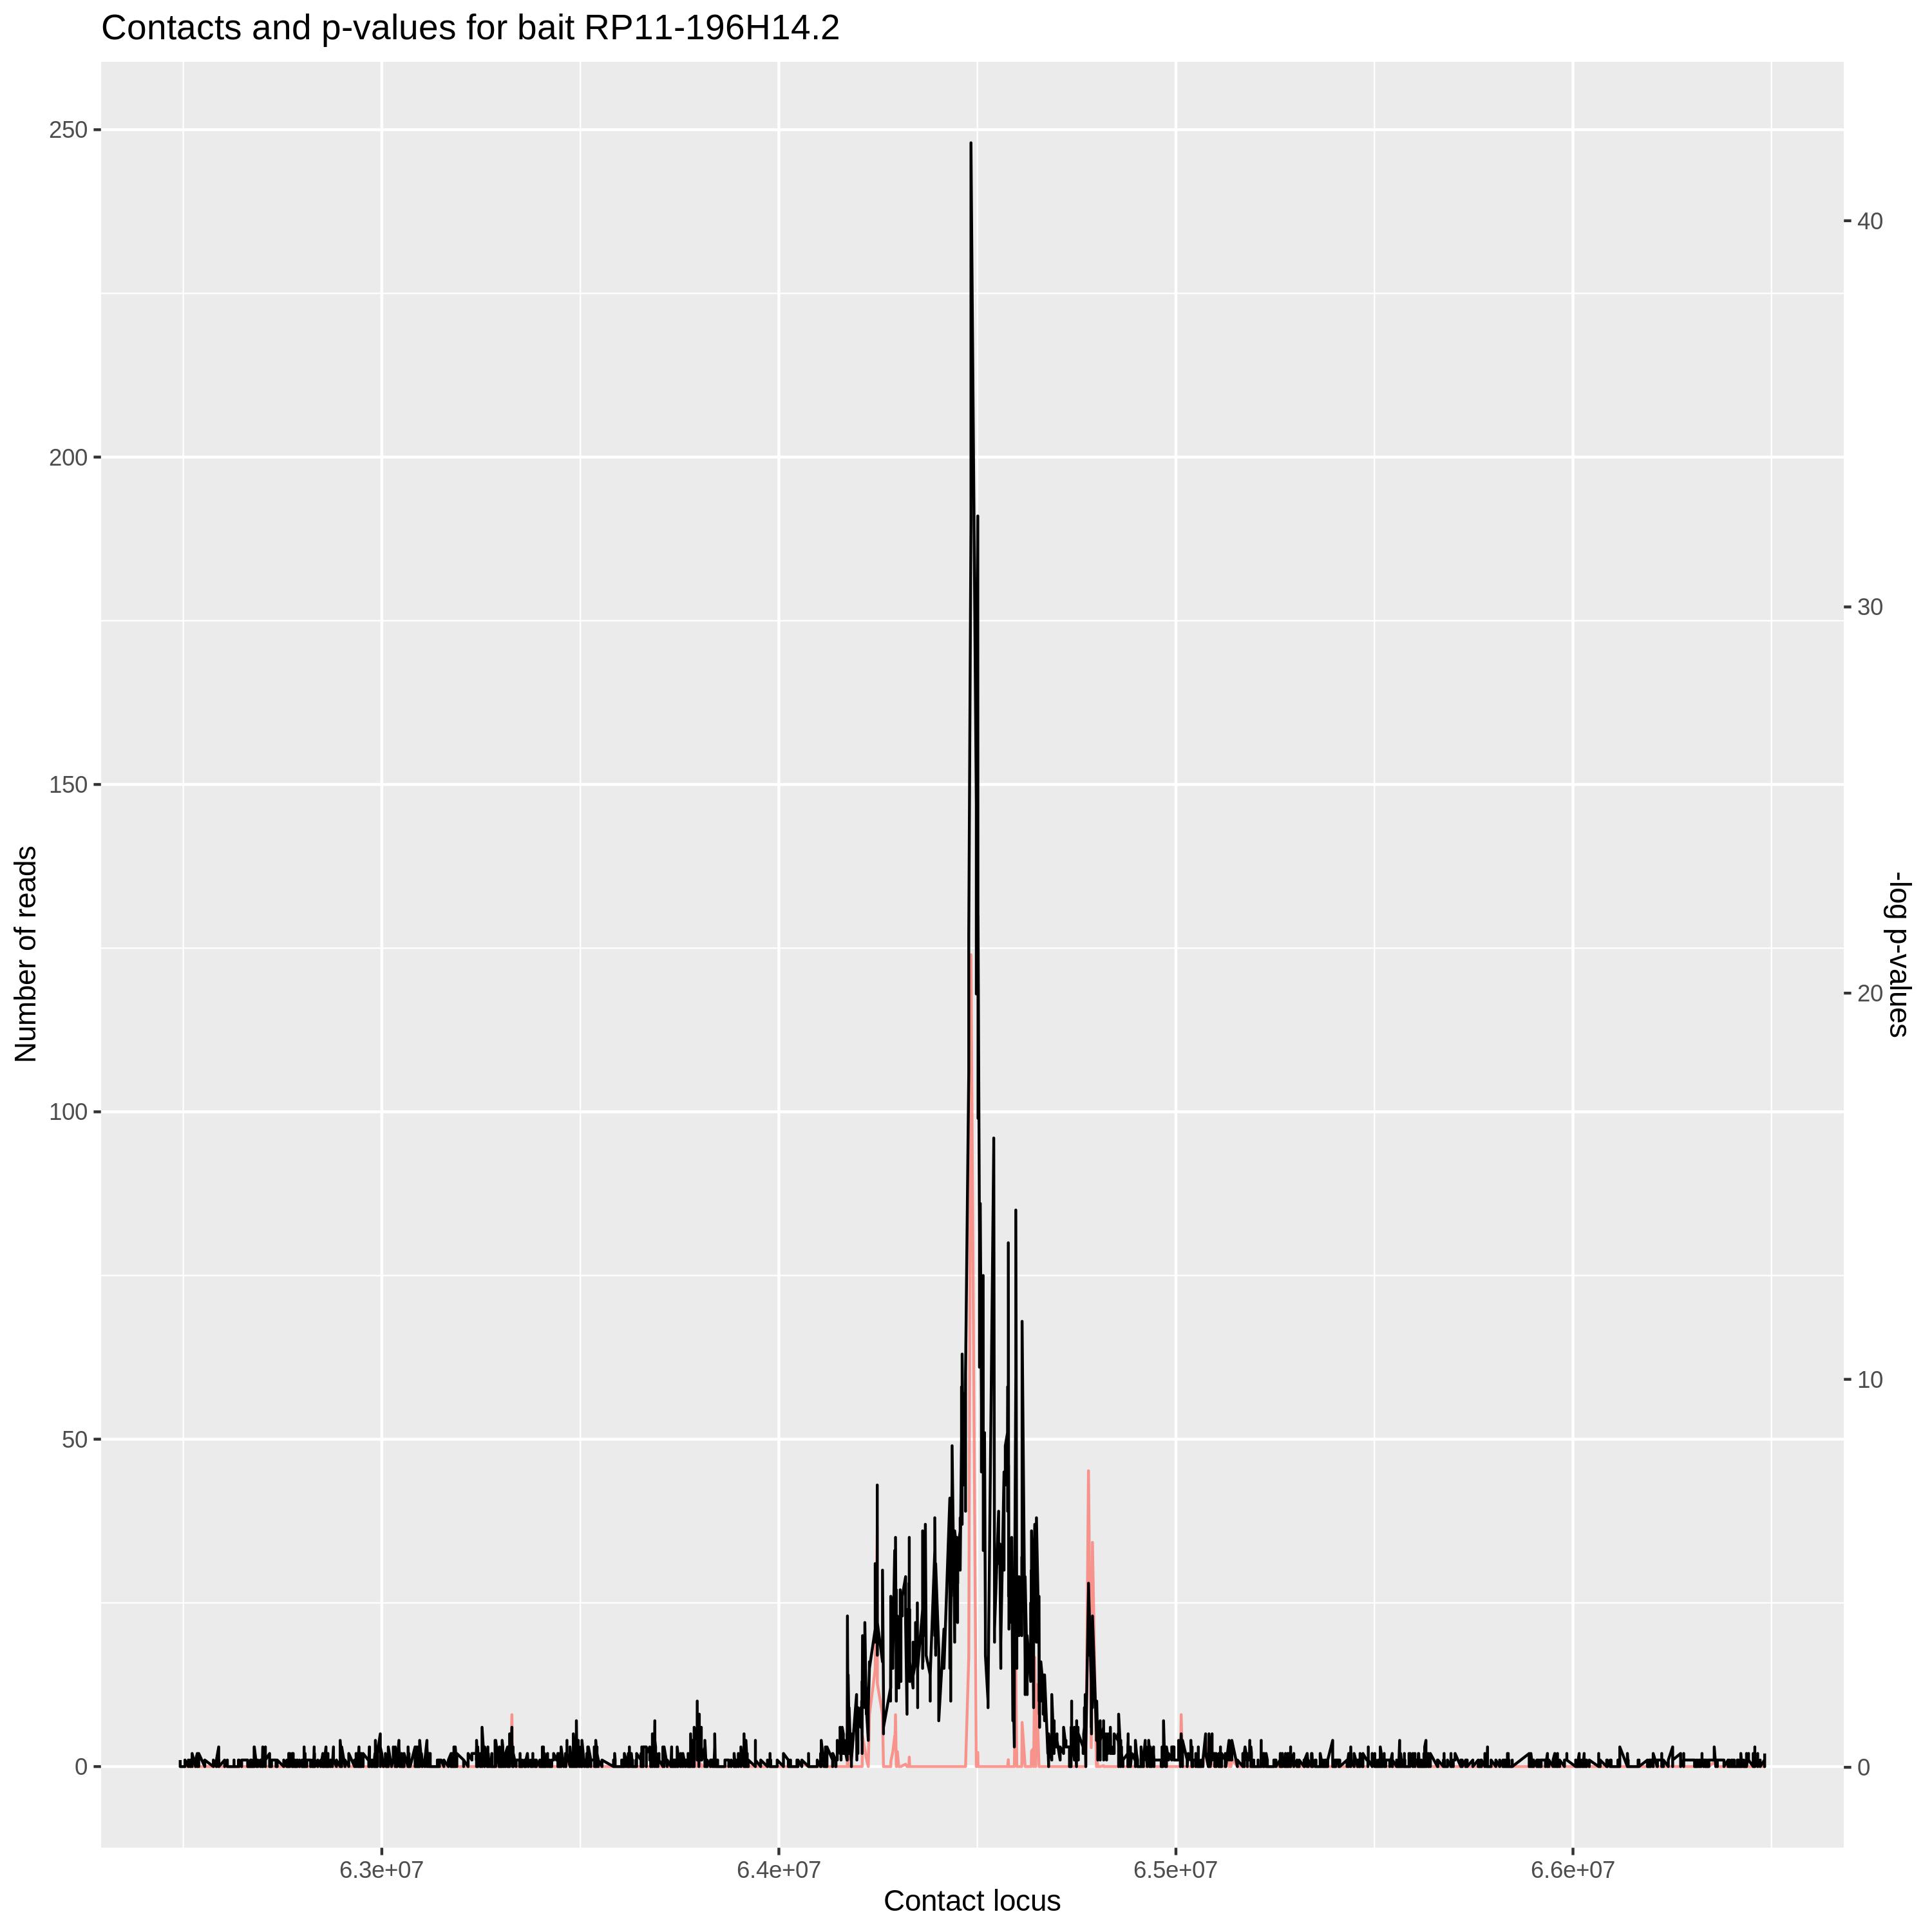 Contacts and p-values for bait RP11-196H14.2
250
200
150
100
50
0
Number of reads
40
30
20
10
0
-log p-values
6.3e+07
6.4e+07
6.5e+07
6.6e+07
Contact locus